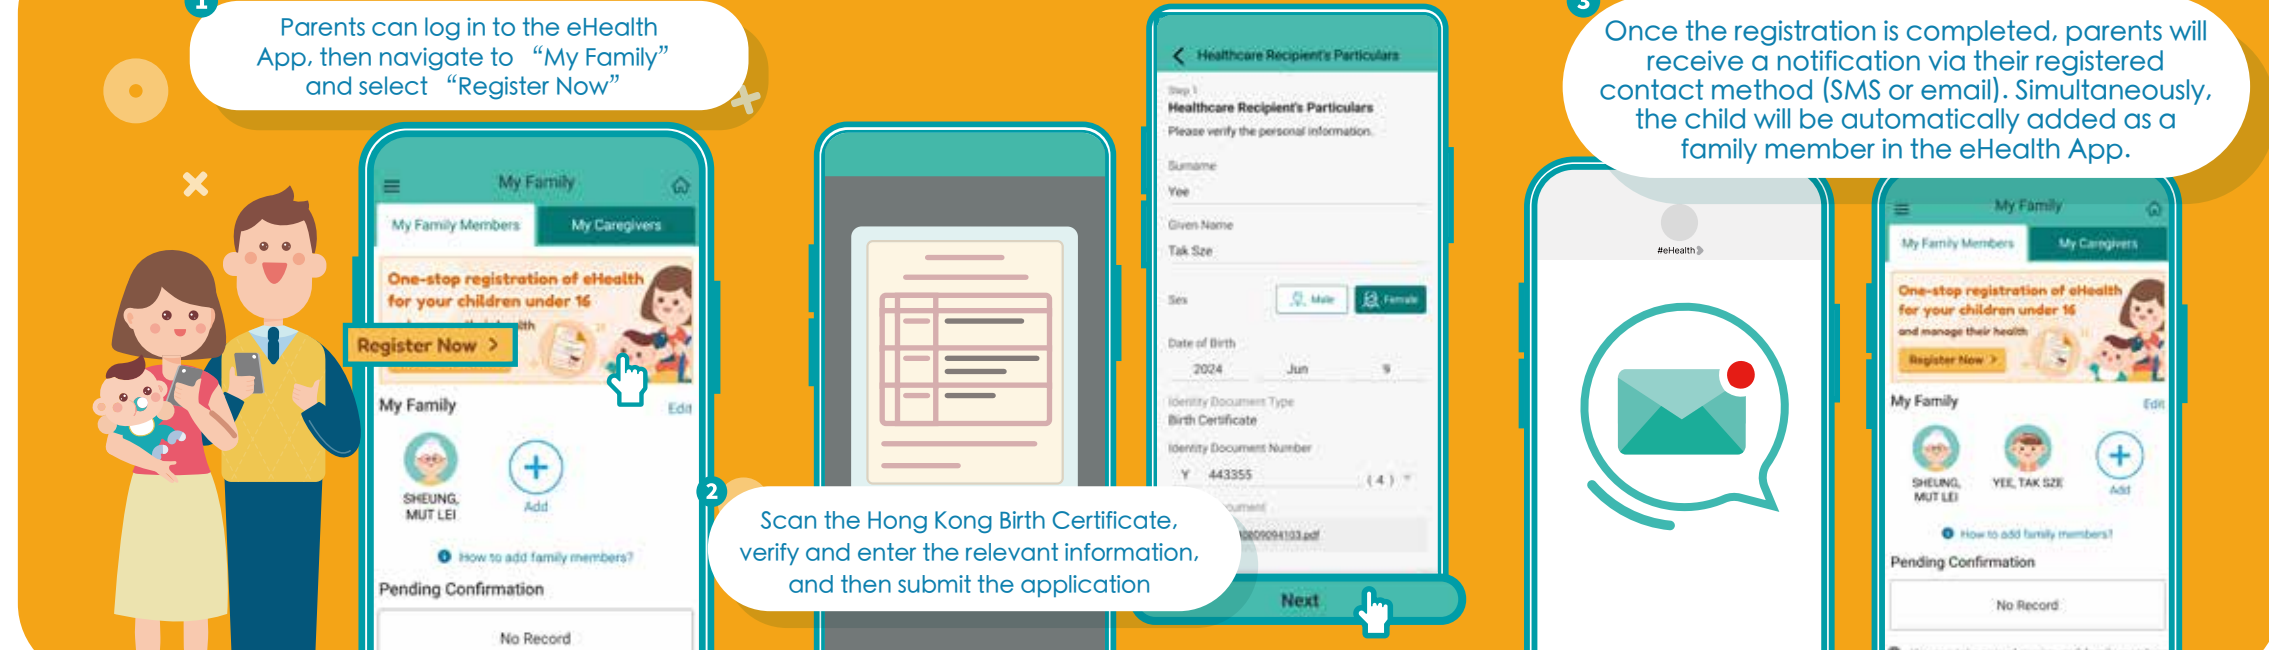 1
Parents can log in to the eHealth
App, then navigate to “My Family”
and select “Register Now”
My Family
My Family Members
My Caregivers
One-stop registration of eHealth
for your children under 16
Register Now >
My Family
Edit
SHEUNG,
MUT LEI
Add
How to add family members?
Pending Confirmation
No Record
2
Scan the Hong Kong Birth Certificate,
verify and enter the relevant information,
and then submit the application
Healthcare Recipient's Particulars
Step 1
Healthcare Recipient's Particulars
Please verify the personal information.
Surname
Yee
Given Name
Tak Sze
Sex
Male
Female
Date of Birth
2024 Jun 9
Identity Document Type
Birth Certificate
Identity Document Number
Y 443355 (4)
Next
3
Once the registration is completed, parents will
receive a notification via their registered
contact method (SMS or email). Simultaneously,
the child will be automatically added as a
family member in the eHealth App.
#eHealth
My Family
My Family Members
My Caregivers
One-stop registration of eHealth
for your children under 16
and manage their health
Register Now >
My Family
Edit
SHEUNG,
MUT LEI
YEE, TAK SZE
Add
How to add family members?
Pending Confirmation
No Record